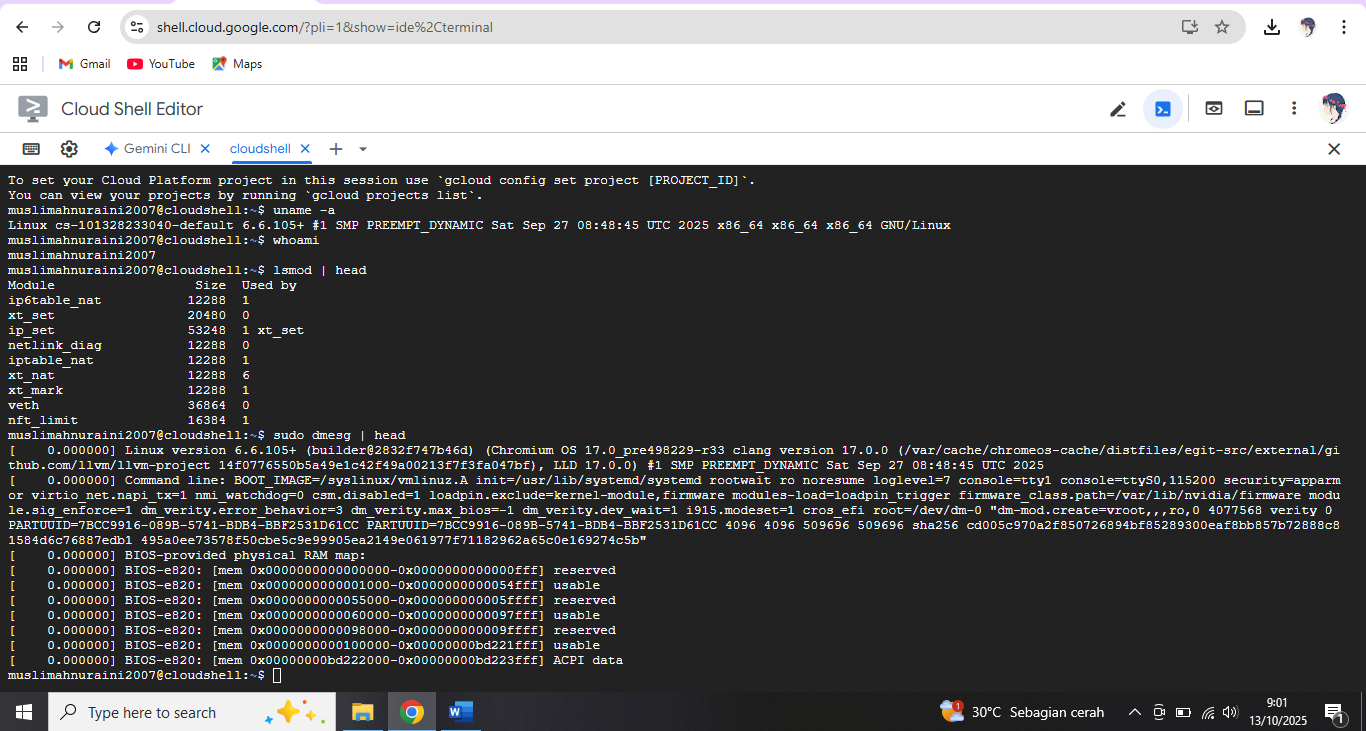 shell.cloud.google.com/?pli=1&show=ide%2Cterminal
Gmail YouTube Maps
Cloud Shell Editor
Gemini CLI cloudshell
To set your Cloud Platform project in this session use `gcloud config set project [PROJECT_ID]`.
You can view your projects by running `gcloud projects list`.
muslimahnuraini2007@cloudshell:~$ uname -a
Linux cs-101328233040-default 6.6.105+ #1 SMP PREEMPT_DYNAMIC Sat Sep 27 08:48:45 UTC 2025 x86_64 x86_64 x86_64 GNU/Linux
muslimahnuraini2007@cloudshell:~$ whoami
muslimahnuraini2007
muslimahnuraini2007@cloudshell:~$ lsmod | head
Module Size Used by
ip6table_nat 12288 1
xt_set 20480 0
ip_set 53248 1 xt_set
netlink_diag 12288 0
iptable_nat 12288 1
xt_nat 12288 6
xt_mark 12288 1
veth 36864 0
nft_limit 16384 1
muslimahnuraini2007@cloudshell:~$ sudo dmesg | head
[ 0.000000] Linux version 6.6.105+ (builder@2832f747b46d) (Chromium OS 17.0_pre498229-r33 clang version 17.0.0 (/var/cache/chromeos-cache/distfiles/egit-src/external/gi
thub.com/llvm/llvm-project 14f0776550b5a49e1c42f49a00213f7f3fa047bf), LLD 17.0.0) #1 SMP PREEMPT_DYNAMIC Sat Sep 27 08:48:45 UTC 2025
[ 0.000000] Command line: BOOT_IMAGE=/syslinux/vmlinuz.A init=/usr/lib/systemd/systemd rootwait ro noresume loglevel=7 console=tty1 console=ttyS0,115200 security=apparm
or virtio_net.napi_tx=1 nmi_watchdog=0 csm.disabled=1 loadpin.exclude=kernel-module,firmware modules-load=loadpin_trigger firmware_class.path=/var/lib/nvidia/firmware modu
le.sig_enforce=1 dm_verity.error_behavior=3 dm_verity.max_bios=-1 dm_verity.dev_wait=1 i915.modeset=1 cros_efi root=/dev/dm-0 "dm-mod.create=vroot,,,ro,0 4077568 verity 0
PARTUUID=7BCC9916-089B-5741-BDB4-BBF2531D61CC PARTUUID=7BCC9916-089B-5741-BDB4-BBF2531D61CC 4096 4096 509696 509696 sha256 cd005c970a2f850726894bf85289300eaf8bb857b72888c8
1584d6c76887edb1 495a0ee73578f50cbe5c9e99905ea2149e061977f71182962a65c0e169274c5b"
[ 0.000000] BIOS-provided physical RAM map:
[ 0.000000] BIOS-e820: [mem 0x0000000000000000-0x0000000000000fff] reserved
[ 0.000000] BIOS-e820: [mem 0x0000000000001000-0x0000000000054fff] usable
[ 0.000000] BIOS-e820: [mem 0x0000000000055000-0x000000000005ffff] reserved
[ 0.000000] BIOS-e820: [mem 0x0000000000060000-0x0000000000097fff] usable
[ 0.000000] BIOS-e820: [mem 0x0000000000098000-0x000000000009ffff] reserved
[ 0.000000] BIOS-e820: [mem 0x0000000000100000-0x00000000bd221fff] usable
[ 0.000000] BIOS-e820: [mem 0x00000000bd222000-0x00000000bd223fff] ACPI data
muslimahnuraini2007@cloudshell:~$
Type here to search
1 30°C Sebagian cerah
9:01
13/10/2025
1